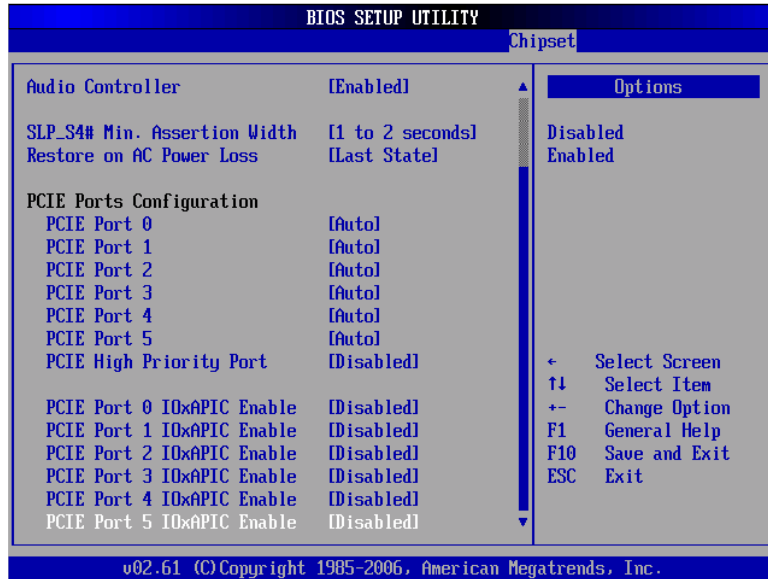 BIOS SETUP UTILITY
Chipset
Audio Controller [Enabled]
SLP_S4# Min. Assertion Width [1 to 2 seconds]
Restore on AC Power Loss [Last State]
PCIE Ports Configuration
PCIE Port 0 [Auto]
PCIE Port 1 [Auto]
PCIE Port 2 [Auto]
PCIE Port 3 [Auto]
PCIE Port 4 [Auto]
PCIE Port 5 [Auto]
PCIE High Priority Port [Disabled]
PCIE Port 0 IOxAPIC Enable [Disabled]
PCIE Port 1 IOxAPIC Enable [Disabled]
PCIE Port 2 IOxAPIC Enable [Disabled]
PCIE Port 3 IOxAPIC Enable [Disabled]
PCIE Port 4 IOxAPIC Enable [Disabled]
PCIE Port 5 IOxAPIC Enable [Disabled]
Options
Disabled
Enabled
← Select Screen
↑↓ Select Item
+- Change Option
F1 General Help
F10 Save and Exit
ESC Exit
v02.61 (C)Copyright 1985-2006, American Megatrends, Inc.